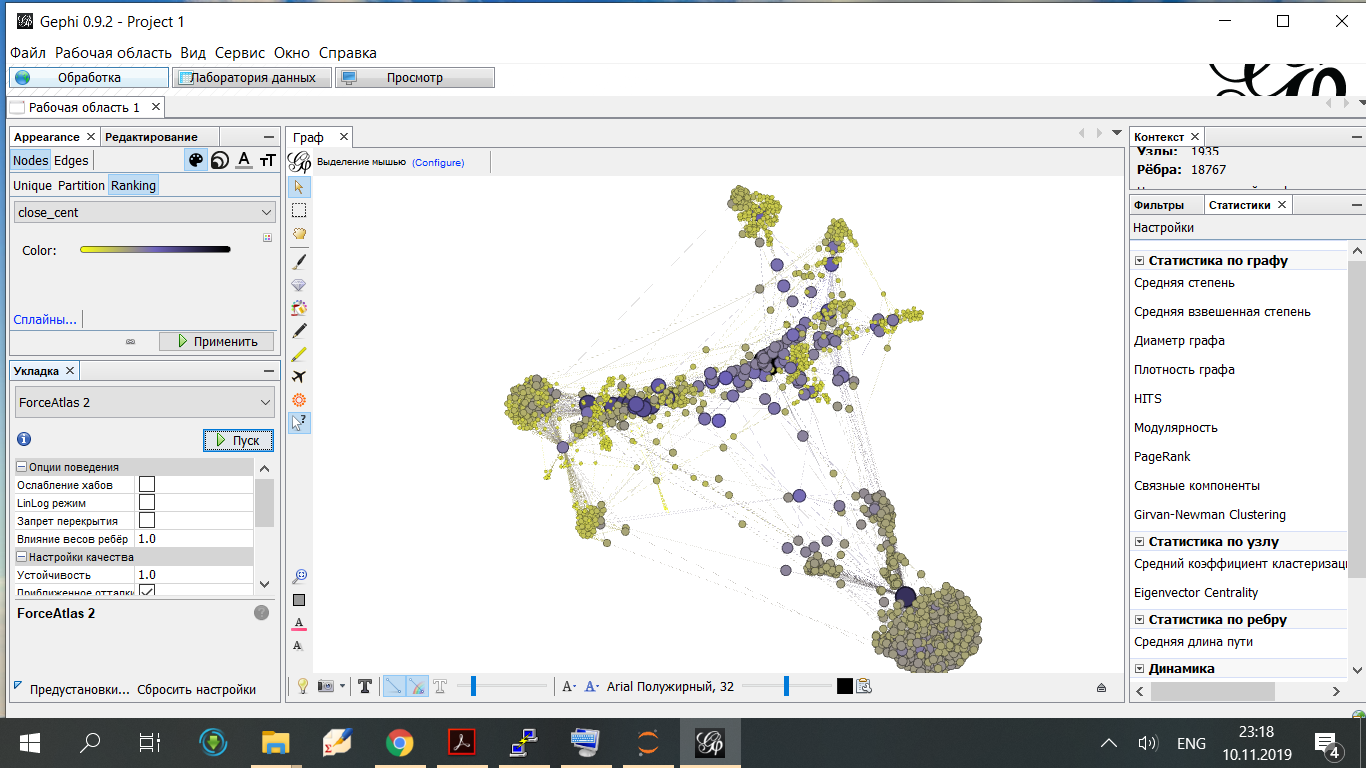 Gephi 0.9.2 - Project 1
Файл Рабочая область Вид Сервис Окно Справка
Обработка Лаборатория данных Просмотр
Рабочая область 1
Appearance Редактирование
Nodes Edges
Unique Partition Ranking
close_cent
Color:
Сплайны...
Применить
Укладка
ForceAtlas 2
Пуск
Опции поведения
Ослабление хабов
LinLog режим
Запрет перекрытия
Влияние весов рёбер 1.0
Настройки качества
Устойчивость 1.0
Приближенное отталки
ForceAtlas 2
Предустановки... Сбросить настройки
Граф
Выделение мышью (Configure)
Arial Полужирный, 32
Контекст
Узлы: 1935
Рёбра: 18767
Фильтры Статистики
Настройки
Статистика по графу
Средняя степень
Средняя взвешенная степень
Диаметр графа
Плотность графа
HITS
Модулярность
PageRank
Связные компоненты
Girvan-Newman Clustering
Статистика по узлу
Средний коэффициент кластеризаци
Eigenvector Centrality
Статистика по ребру
Средняя длина пути
Динамика
ENG
23:18
10.11.2019
4